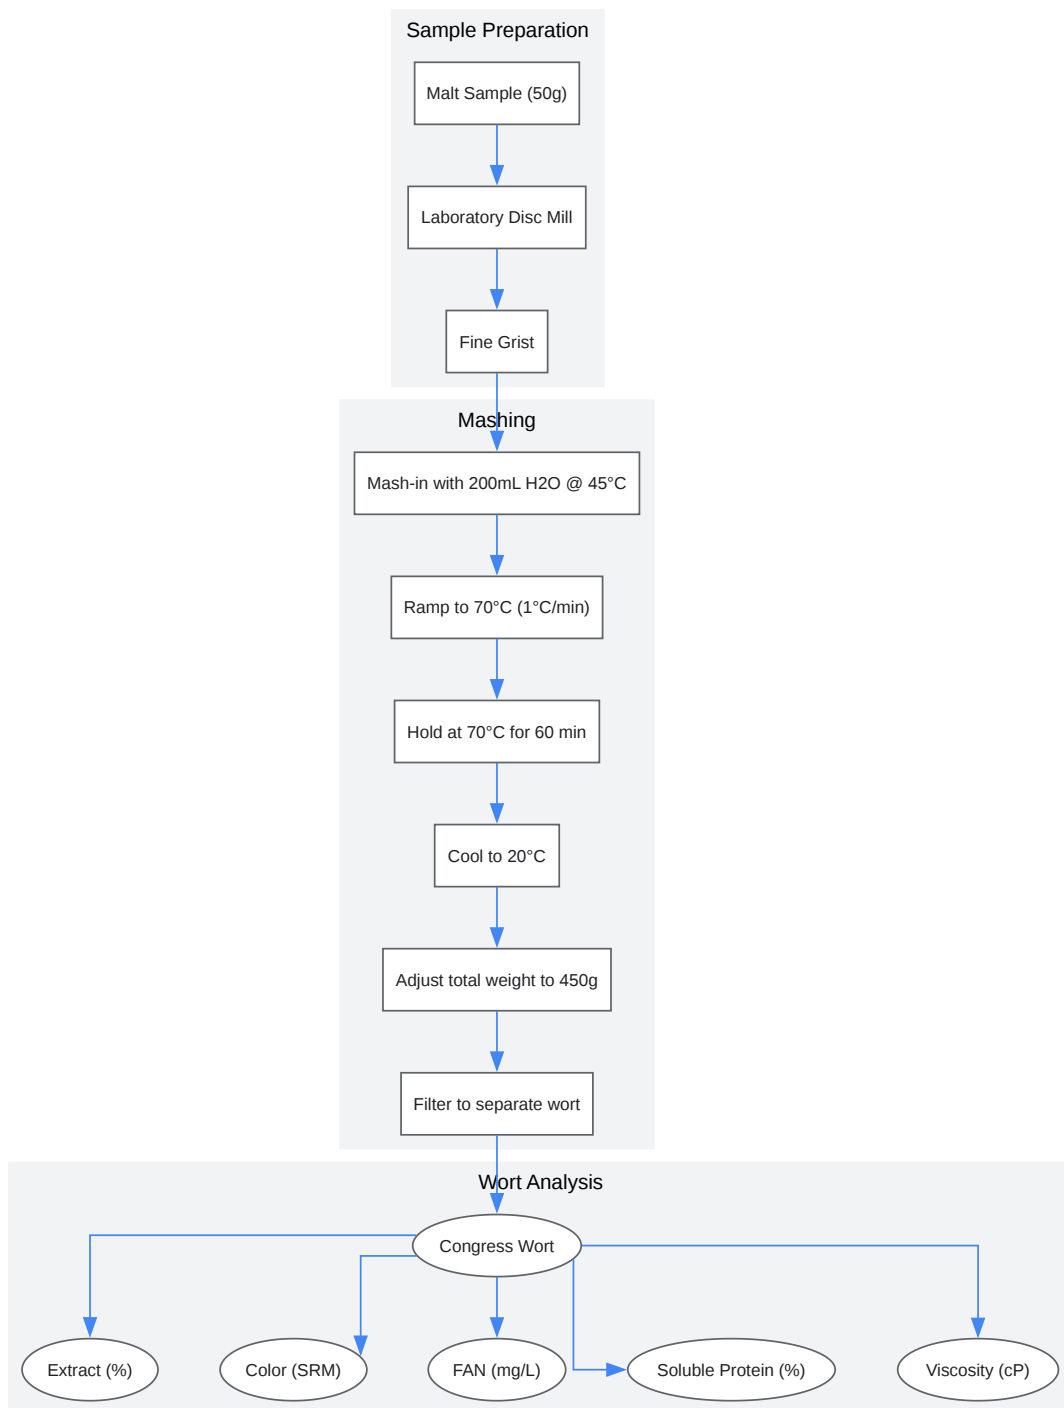 Sample Preparation
Malt Sample (50g)
Laboratory Disc Mill
Fine Grist
Mashing
Mash-in with 200mL H2O @ 45°C
Ramp to 70°C (1°C/min)
Hold at 70°C for 60 min
Cool to 20°C
Adjust total weight to 450g
Filter to separate wort
Wort Analysis
Congress Wort
Extract (%)
Color (SRM)
FAN (mg/L)
Soluble Protein (%)
Viscosity (cP)